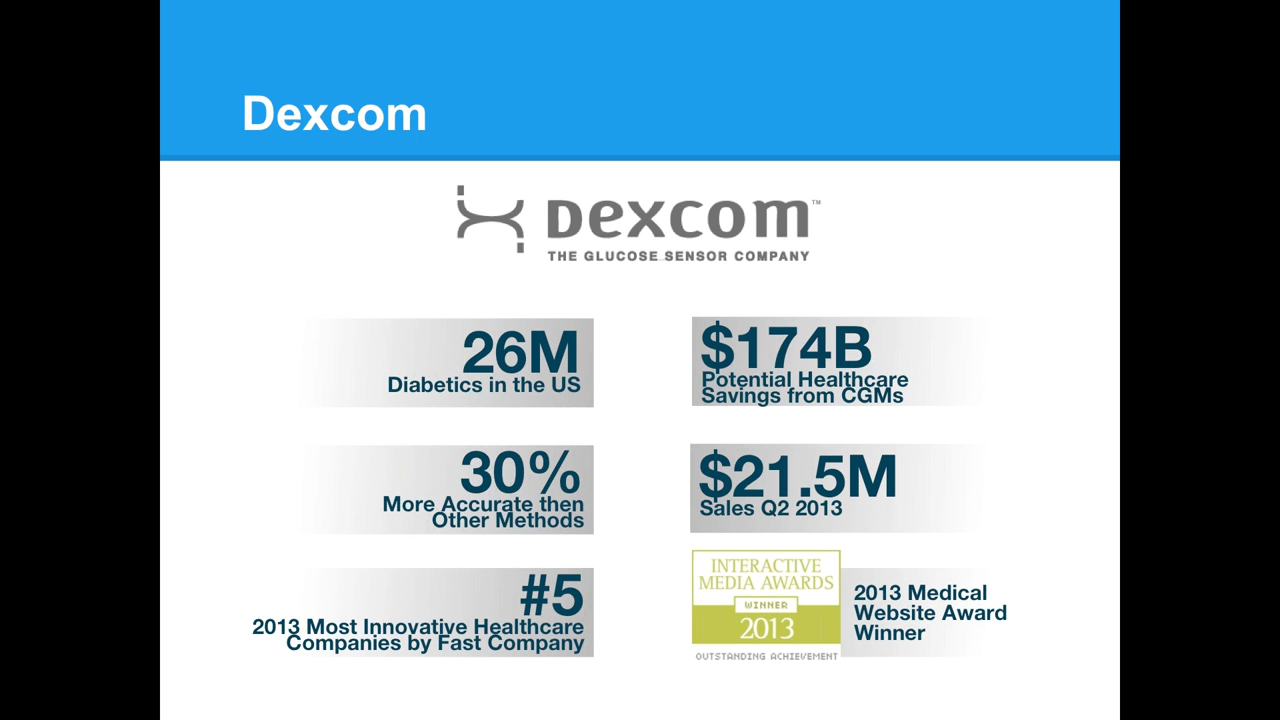 Dexcom
Dexcom™
THE GLUCOSE SENSOR COMPANY
26M
Diabetics in the US
$174B
Potential Healthcare
Savings from CGMs
30%
More Accurate then
Other Methods
$21.5M
Sales Q2 2013
#5
2013 Most Innovative Healthcare
Companies by Fast Company
INTERACTIVE
MEDIA AWARDS
WINNER
2013
OUTSTANDING ACHIEVEMENT
2013 Medical
Website Award
Winner